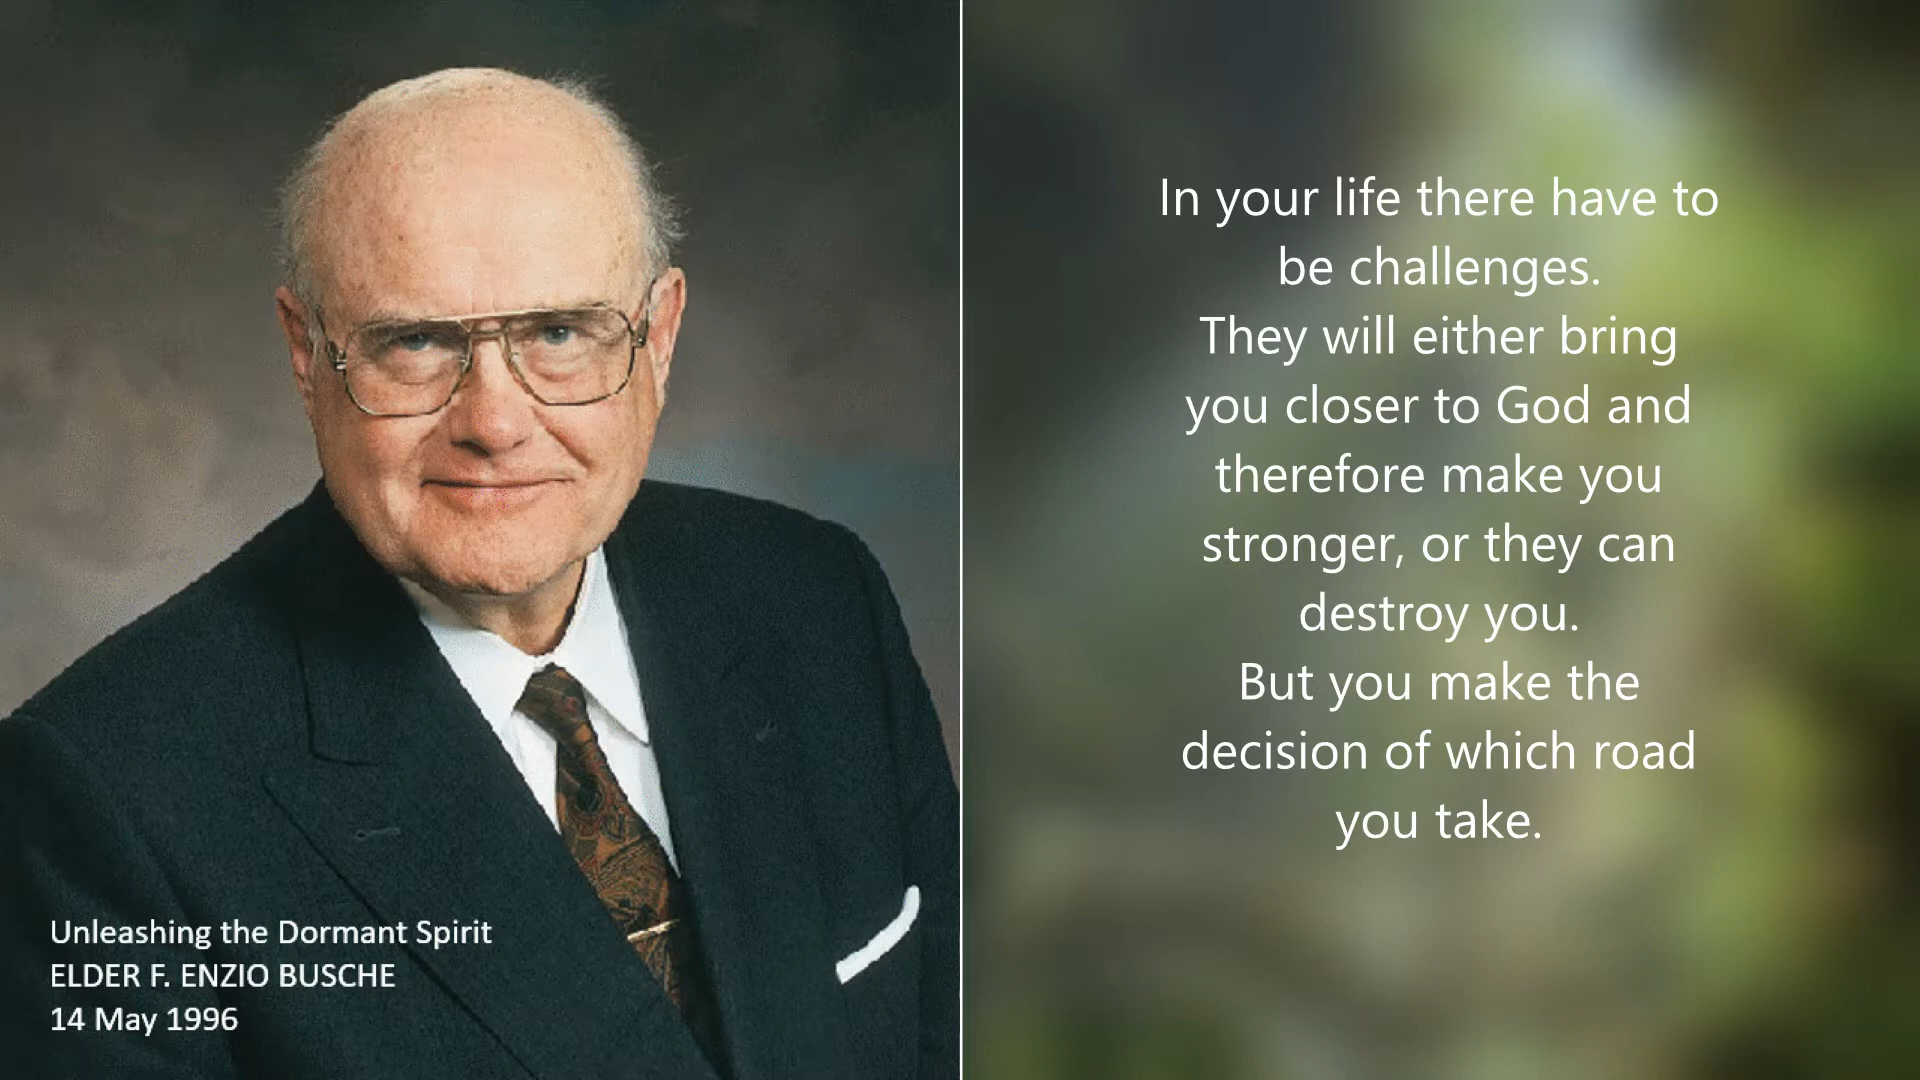 In your life there have to
be challenges.
They will either bring
you closer to God and
therefore make you
stronger, or they can
destroy you.
But you make the
decision of which road
you take.
Unleashing the Dormant Spirit
ELDER F. ENZIO BUSCHE
14 May 1996